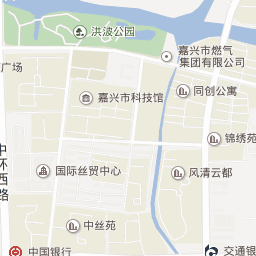 洪波公园
嘉兴市燃气
集团有限公司
广场
嘉兴市科技馆
同创公寓
锦绣苑
中环西路
国际丝贸中心
风清云都
中丝苑
中国银行
交通银